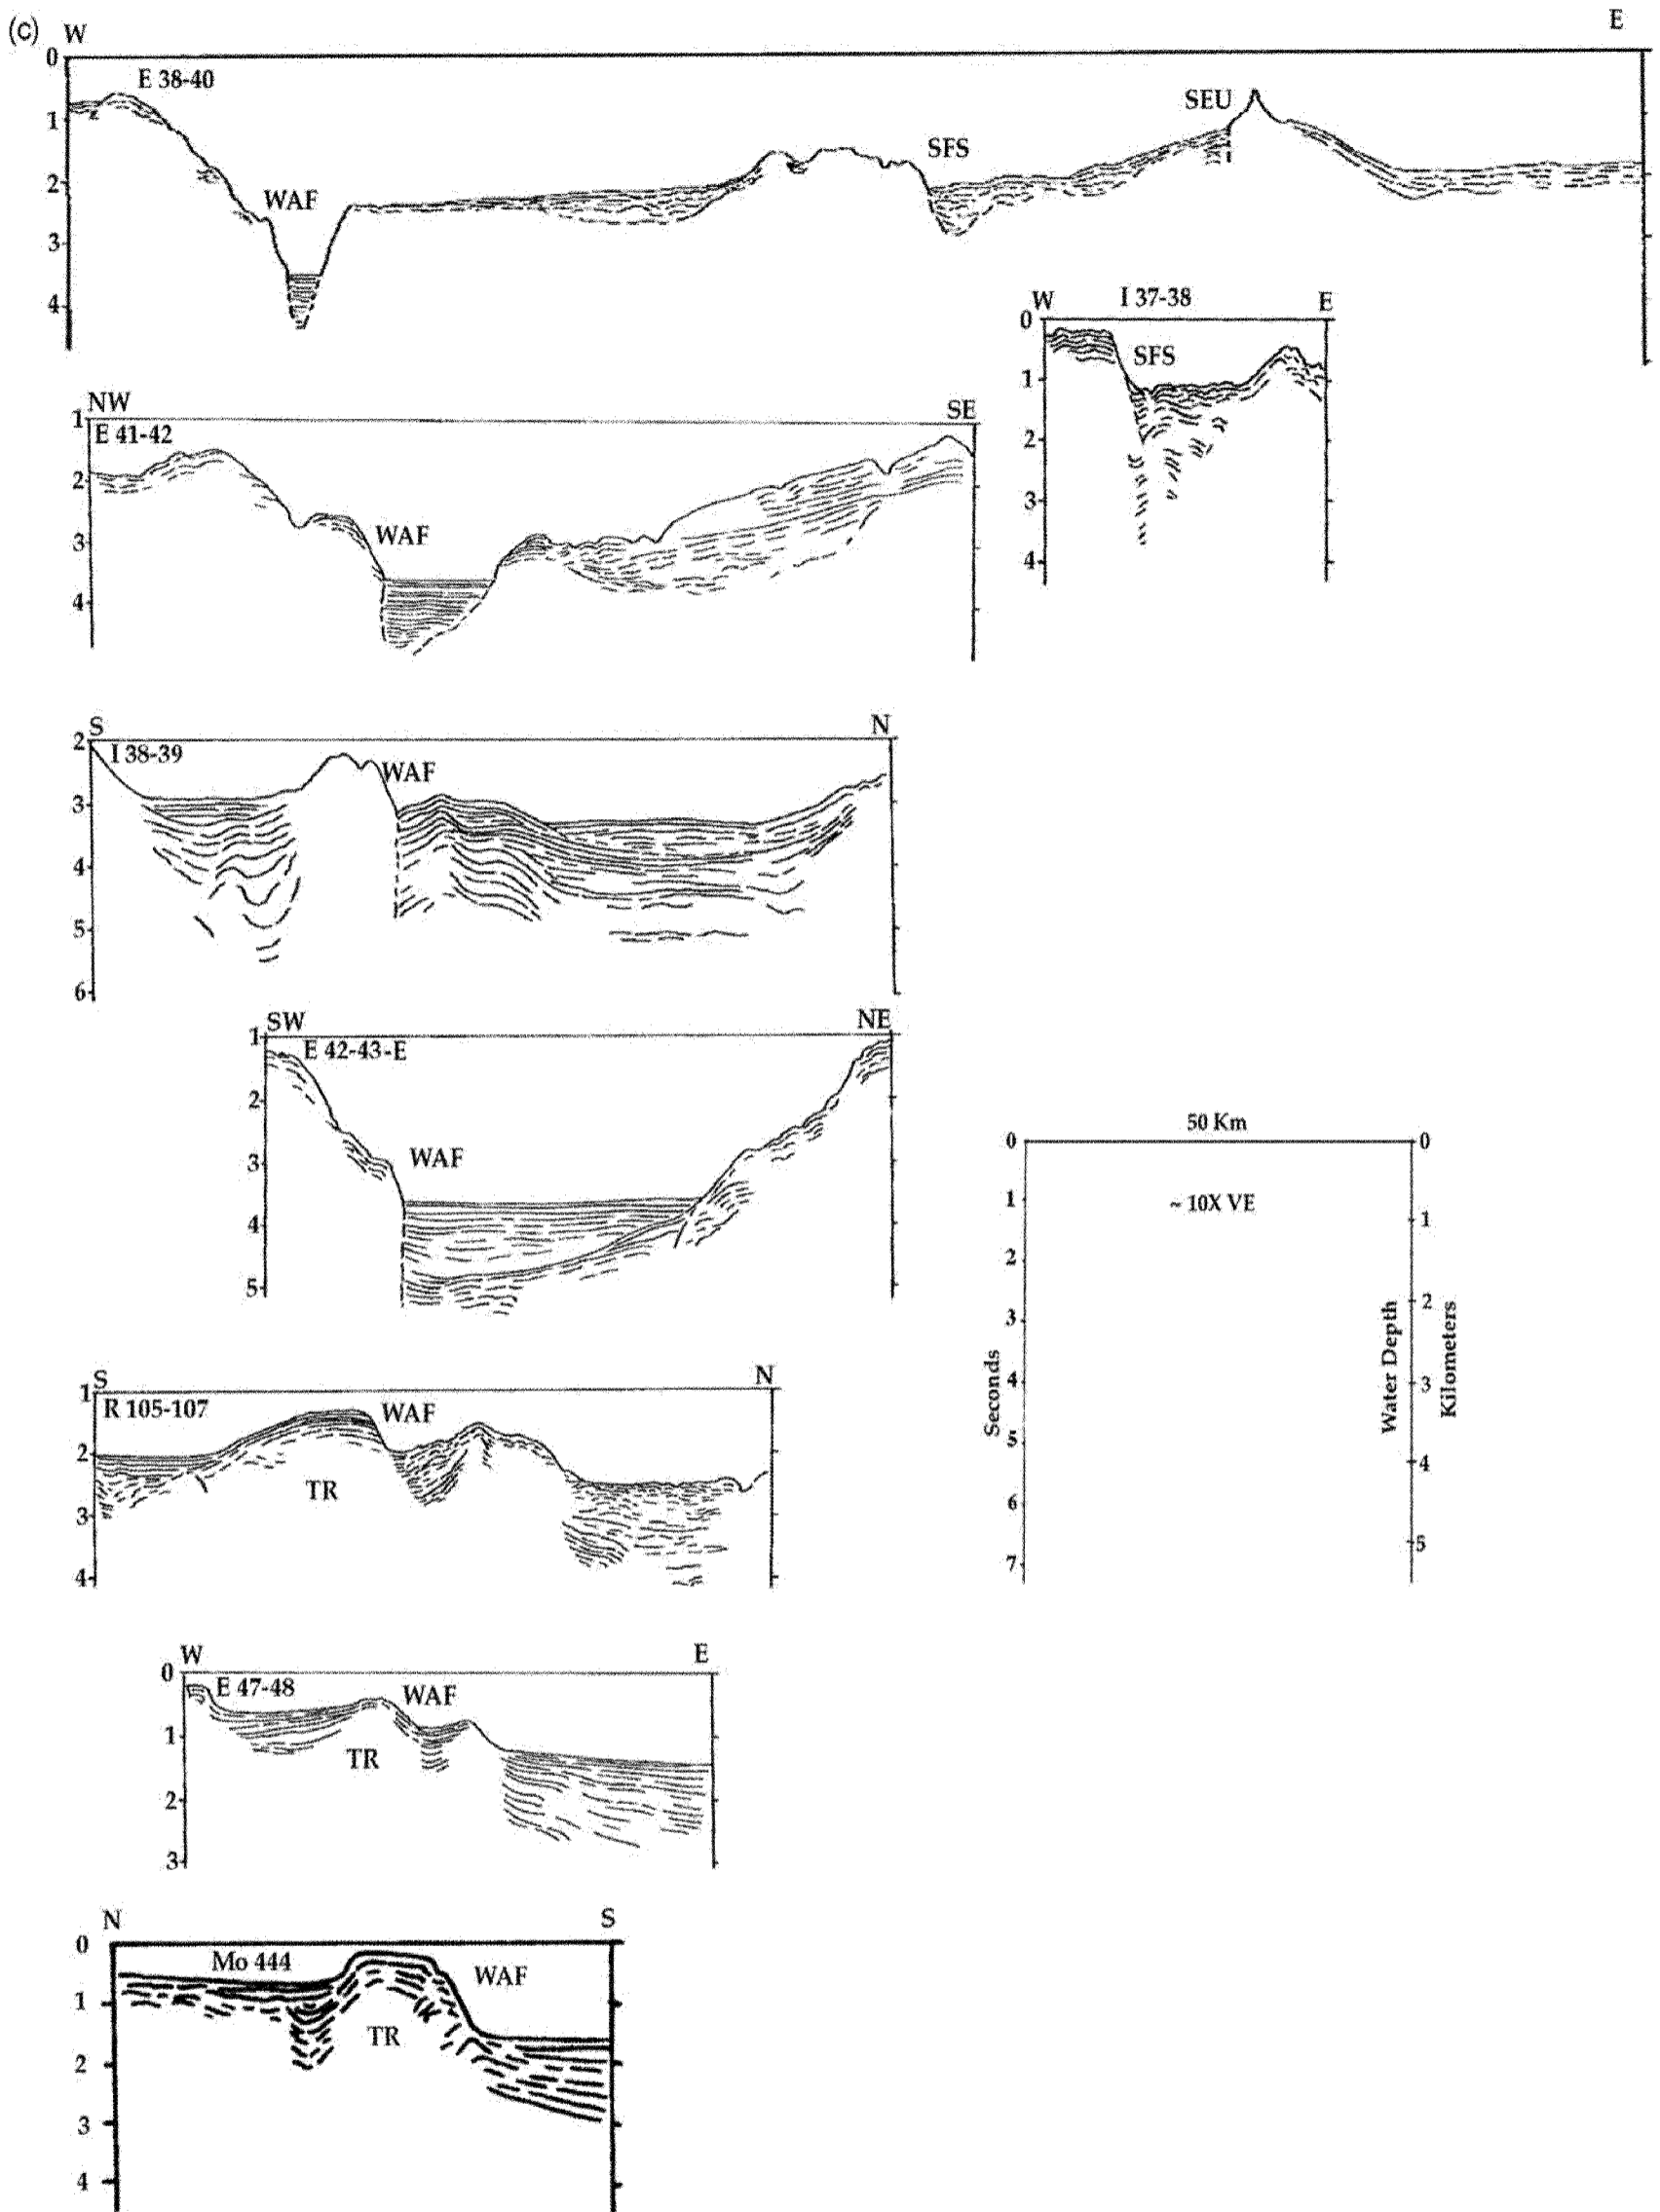 (c) W E
0 E 38-40
1 SEU
SFS
2
WAF
3
4
W I 37-38 E
0
SFS
1
2
3
4
NW SE
1
E 41-42
2
WAF
3
4
S N
2
I 38-39
WAF
3
4
5
6
SW NE
1
E 42-43-E
2
3 WAF
4
5
50 Km
0 0
1 ~ 10X VE
1
2
2
3
3
4
5 4
6
5
7
Seconds
Water Depth
Kilometers
S N
1
R 105-107 WAF
2
TR
3
4
W E
0
E 47-48 WAF
1
TR
2
3
N S
0
Mo 444 WAF
1
TR
2
3
4